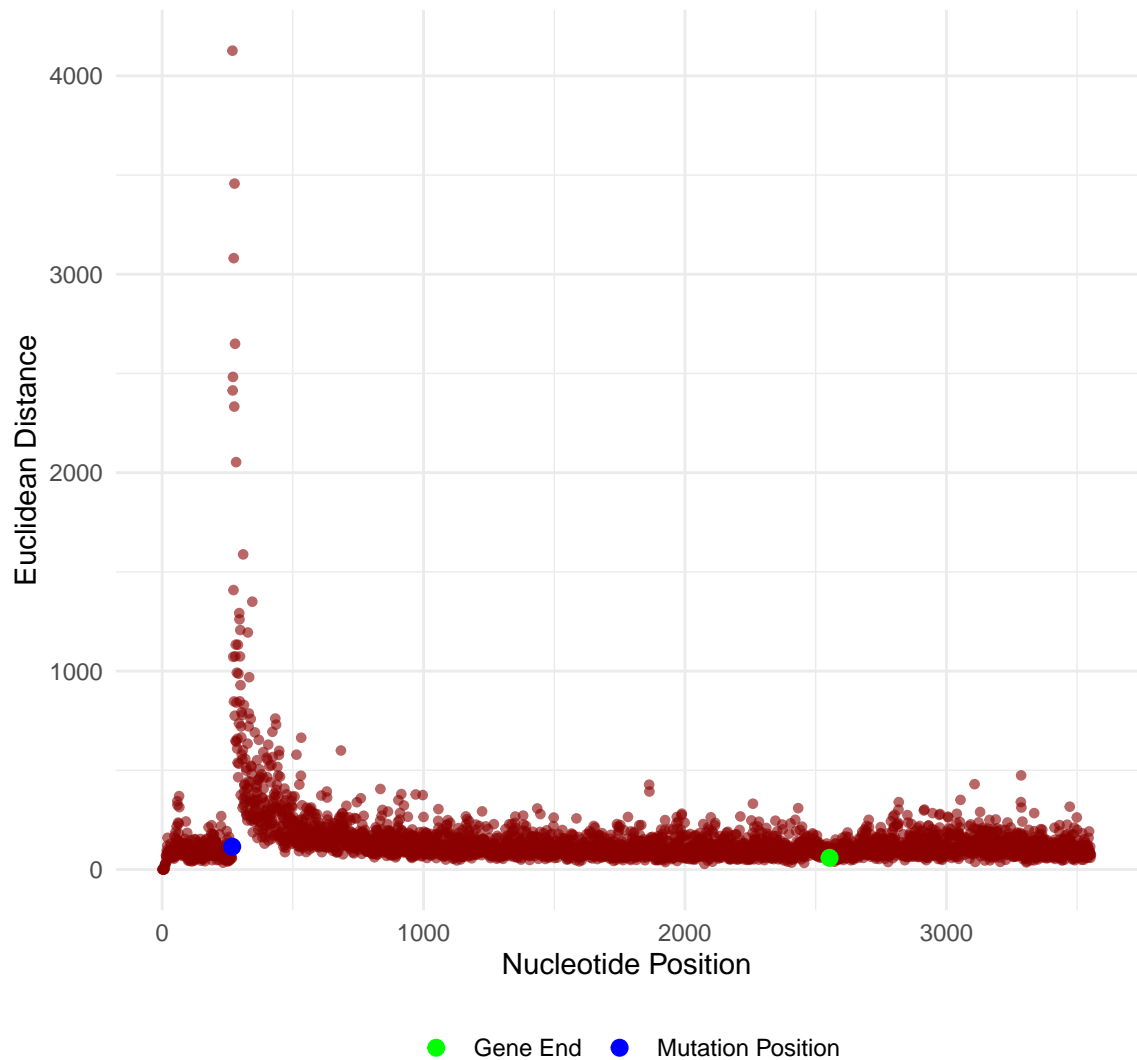 4000
3000
2000
1000
0
Euclidean Distance
0 1000 2000 3000
Nucleotide Position
Gene End Mutation Position